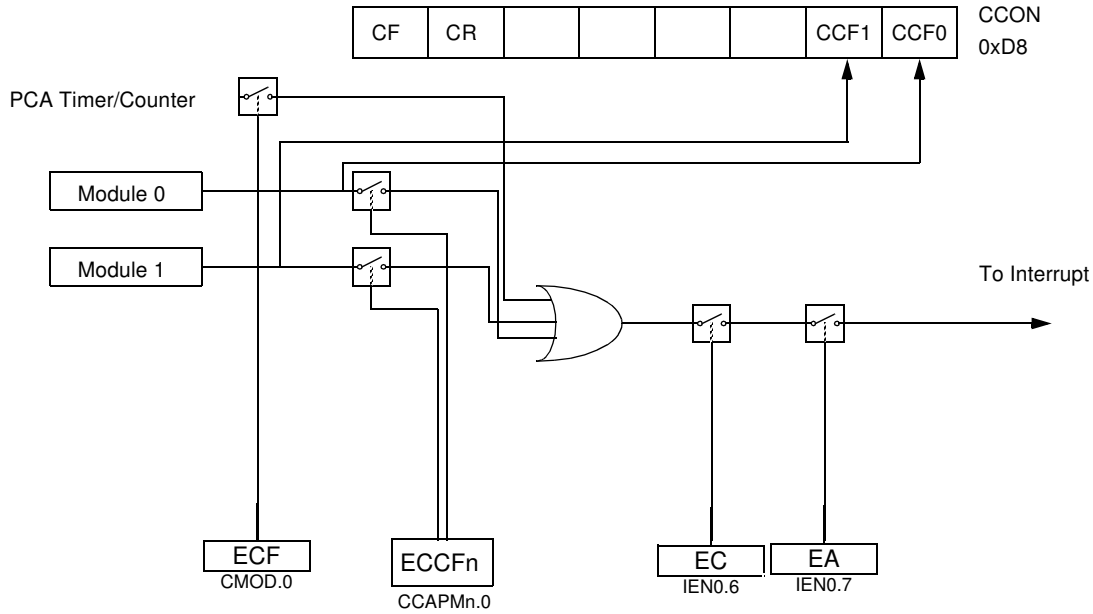 CF CR CCF1 CCF0 CCON
0xD8
PCA Timer/Counter
Module 0
Module 1
To Interrupt
ECF
CMOD.0
ECCFn
CCAPMn.0
EC
IEN0.6
EA
IEN0.7